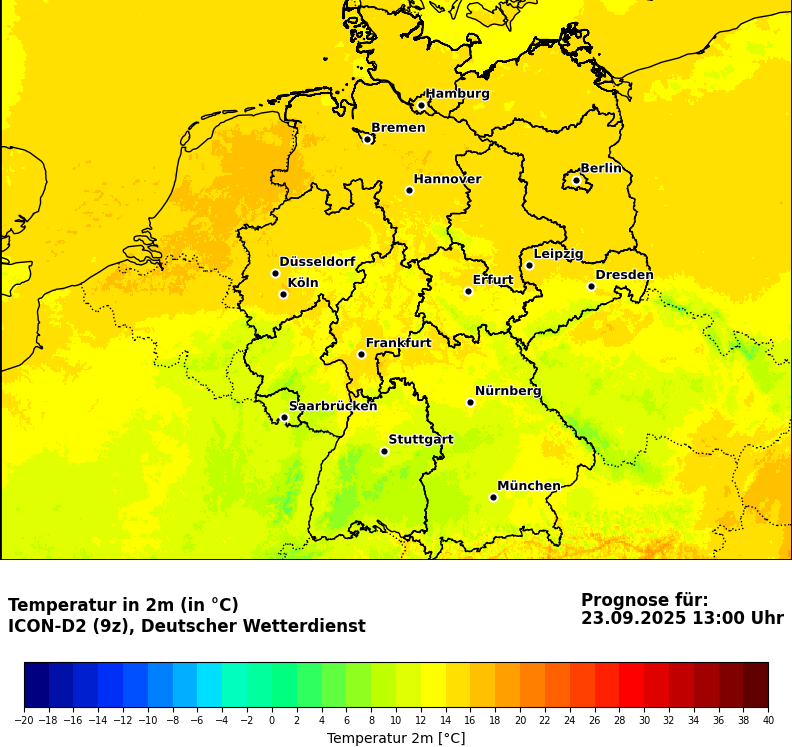 Hamburg
Bremen
Berlin
Hannover
Leipzig
Düsseldorf
Dresden
Köln
Erfurt
Frankfurt
Nürnberg
Saarbrücken
Stuttgart
München
Temperatur in 2m (in °C)
ICON-D2 (9z), Deutscher Wetterdienst
Prognose für:
23.09.2025 13:00 Uhr
−20 −18 −16 −14 −12 −10 −8 −6 −4 −2 0 2 4 6 8 10 12 14 16 18 20 22 24 26 28 30 32 34 36 38 40
Temperatur 2m [°C]